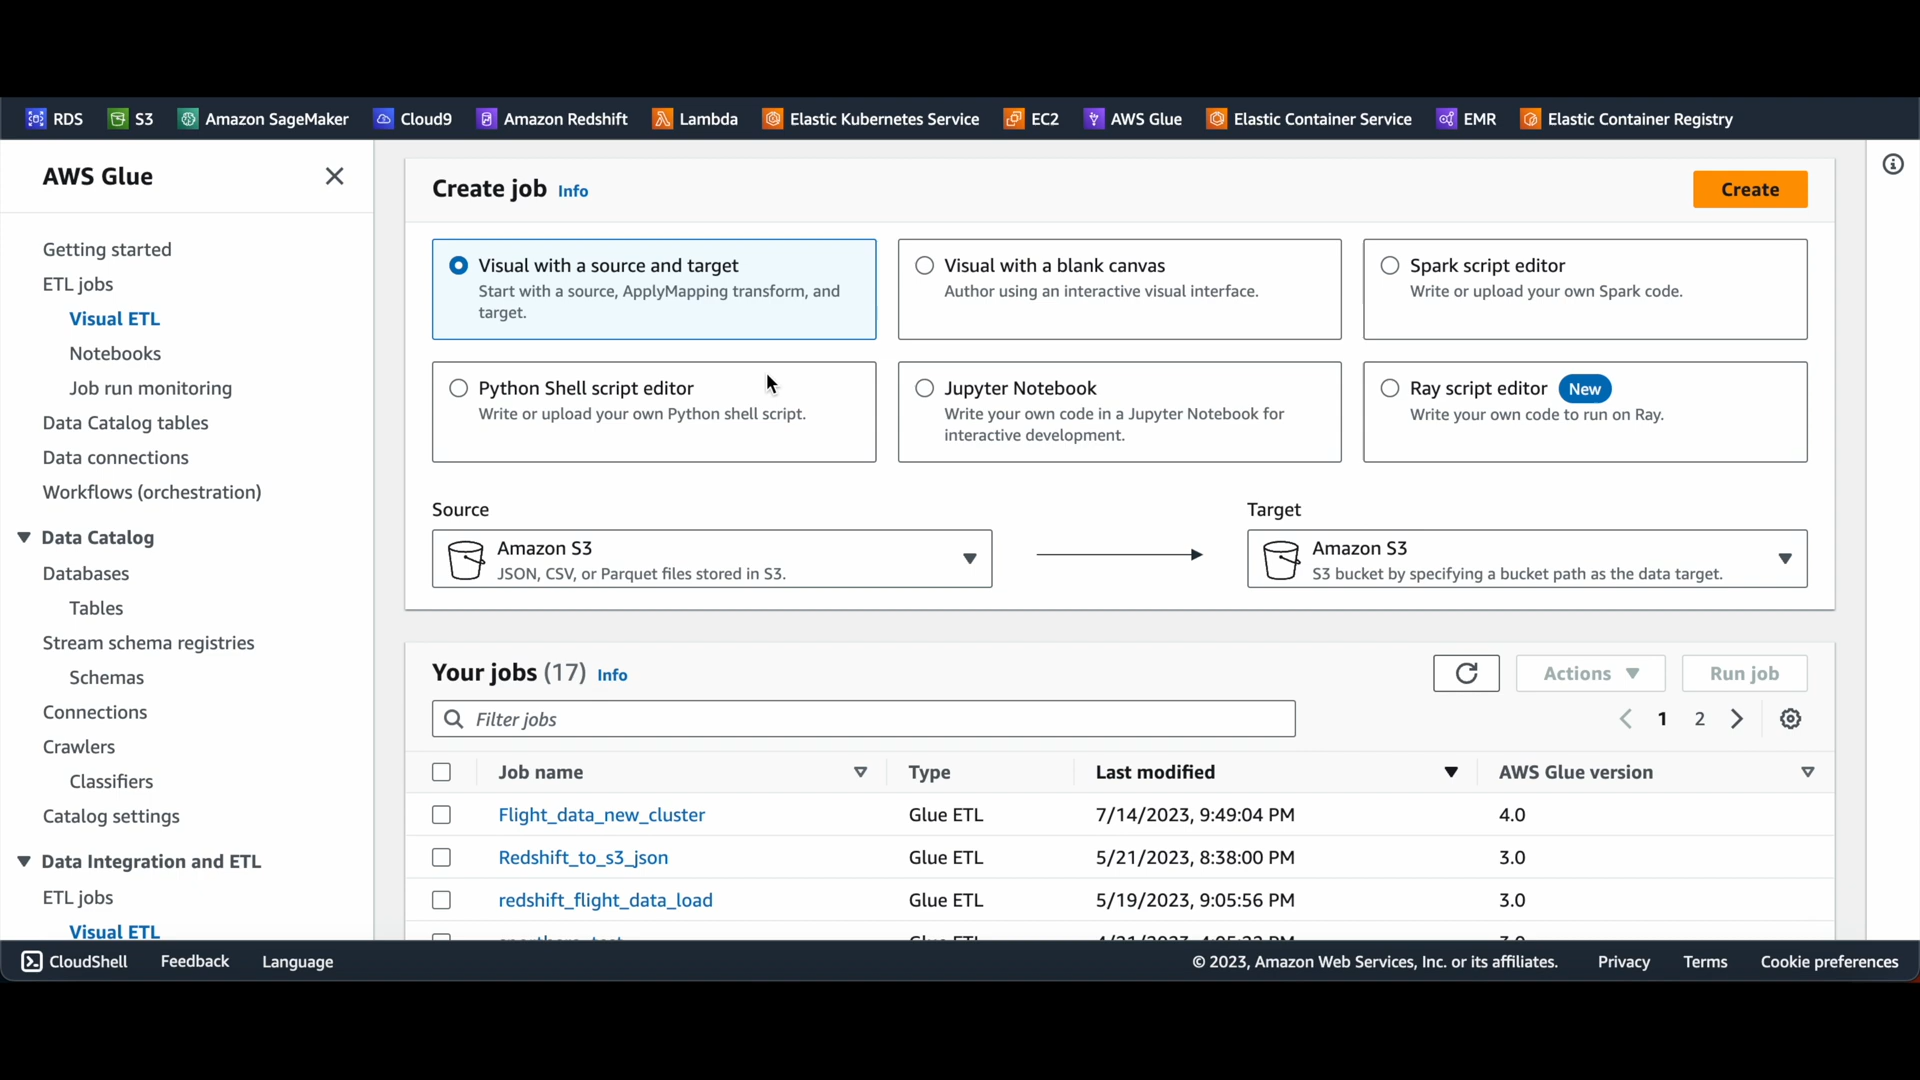 RDS S3 Amazon SageMaker Cloud9 Amazon Redshift Lambda Elastic Kubernetes Service EC2 AWS Glue Elastic Container Service EMR Elastic Container Registry
AWS Glue
Getting started
ETL jobs
Visual ETL
Notebooks
Job run monitoring
Data Catalog tables
Data connections
Workflows (orchestration)
Data Catalog
Databases
Tables
Stream schema registries
Schemas
Connections
Crawlers
Classifiers
Catalog settings
Data Integration and ETL
ETL jobs
Visual ETL
Create job Info
Create
Visual with a source and target
Start with a source, ApplyMapping transform, and
target.
Visual with a blank canvas
Author using an interactive visual interface.
Spark script editor
Write or upload your own Spark code.
Python Shell script editor
Write or upload your own Python shell script.
Jupyter Notebook
Write your own code in a Jupyter Notebook for
interactive development.
Ray script editor New
Write your own code to run on Ray.
Source
Amazon S3
JSON, CSV, or Parquet files stored in S3.
Target
Amazon S3
S3 bucket by specifying a bucket path as the data target.
Your jobs (17) Info
Actions
Run job
Filter jobs
1 2
Job name Type Last modified AWS Glue version
Flight_data_new_cluster Glue ETL 7/14/2023, 9:49:04 PM 4.0
Redshift_to_s3_json Glue ETL 5/21/2023, 8:38:00 PM 3.0
redshift_flight_data_load Glue ETL 5/19/2023, 9:05:56 PM 3.0
CloudShell Feedback Language
© 2023, Amazon Web Services, Inc. or its affiliates. Privacy Terms Cookie preferences